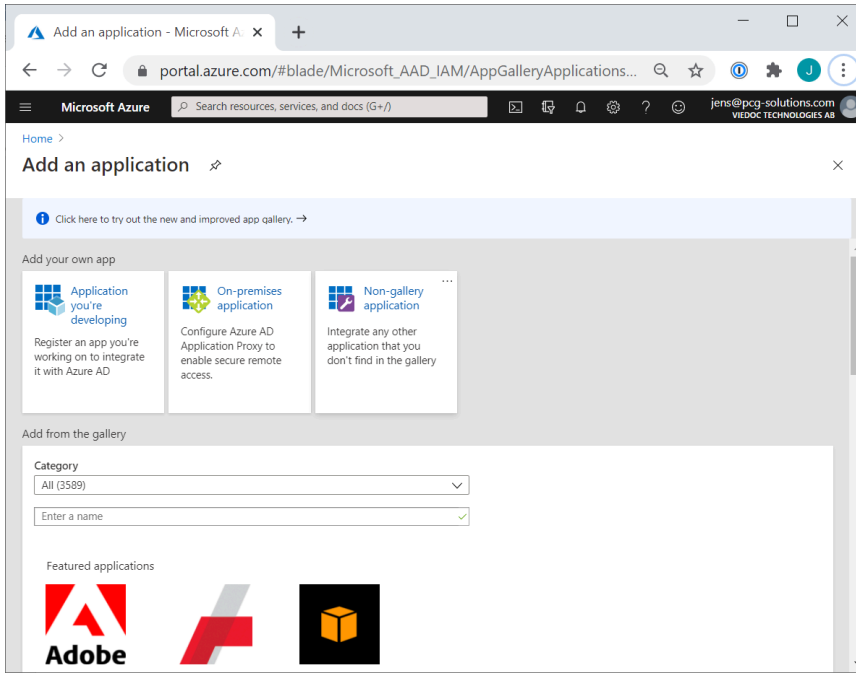 Add an application - Microsoft A
portal.azure.com/#blade/Microsoft_AAD_IAM/AppGalleryApplications...
J
Microsoft Azure
Search resources, services, and docs (G+/)
jens@pcg-solutions.com
VIEDOC TECHNOLOGIES AB
Home >
Add an application
Click here to try out the new and improved app gallery. →
Add your own app
Application
you're
developing
Register an app you're
working on to integrate
it with Azure AD
On-premises
application
Configure Azure AD
Application Proxy to
enable secure remote
access.
Non-gallery
application
Integrate any other
application that you
don't find in the gallery
Add from the gallery
Category
All (3589)
Enter a name
Featured applications
Adobe